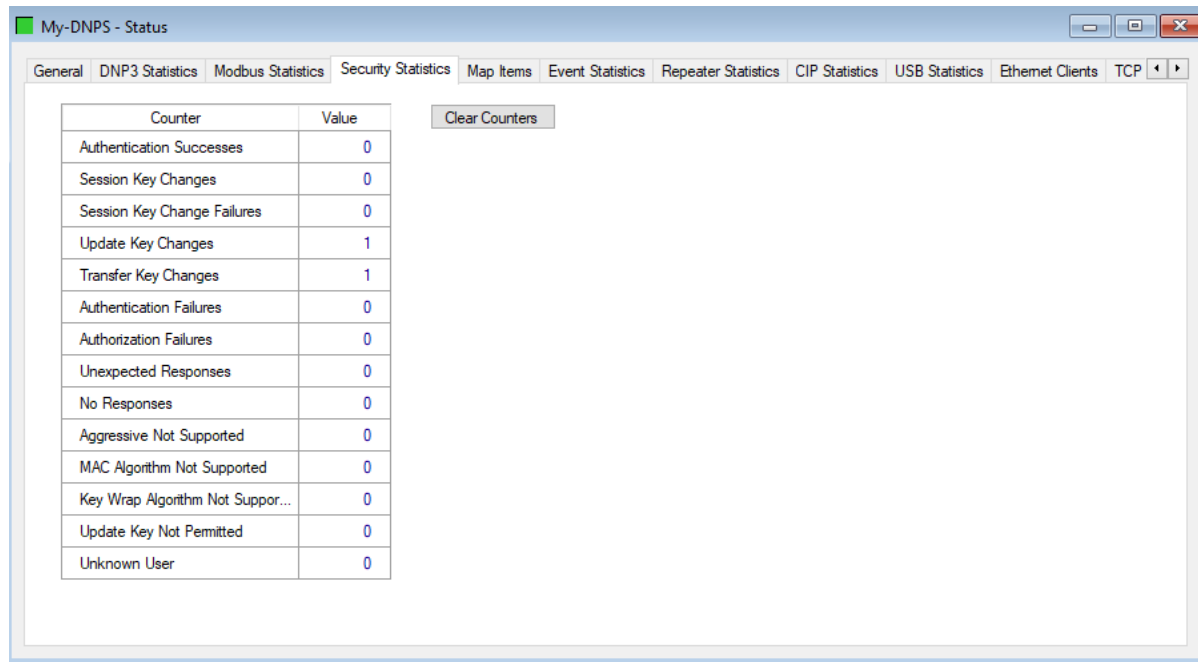 My-DNPS - Status
General DNP3 Statistics Modbus Statistics Security Statistics Map Items Event Statistics Repeater Statistics CIP Statistics USB Statistics Ethernet Clients TCP
Counter Value Clear Counters
Authentication Successes 0
Session Key Changes 0
Session Key Change Failures 0
Update Key Changes 1
Transfer Key Changes 1
Authentication Failures 0
Authorization Failures 0
Unexpected Responses 0
No Responses 0
Aggressive Not Supported 0
MAC Algorithm Not Supported 0
Key Wrap Algorithm Not Suppor... 0
Update Key Not Permitted 0
Unknown User 0